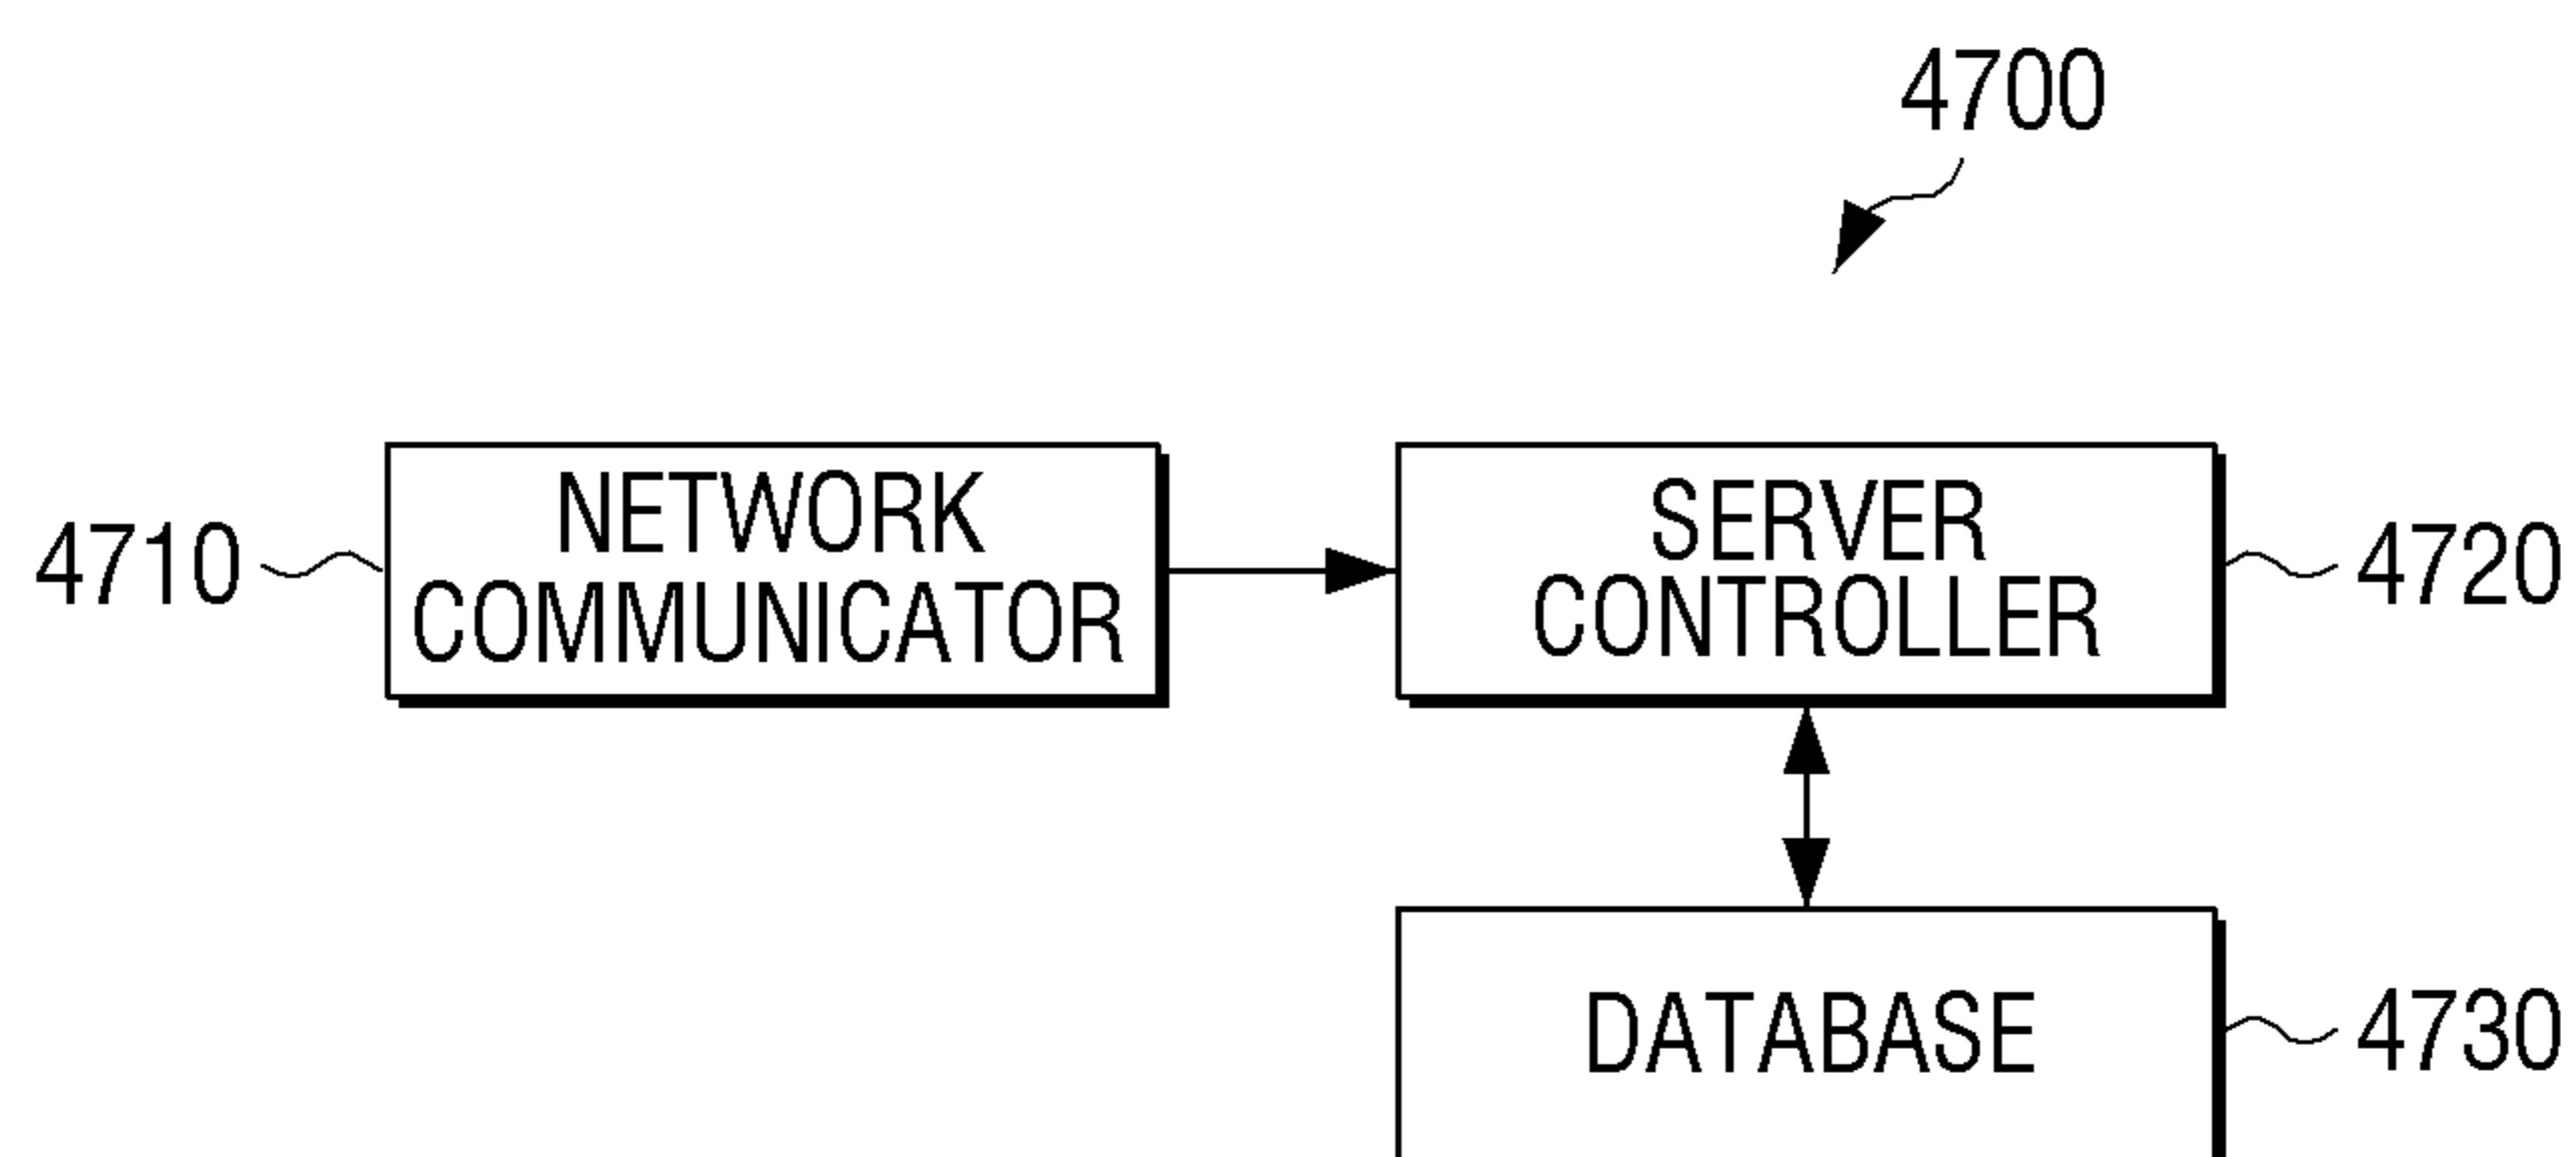 4700
4710
NETWORK
COMMUNICATOR
SERVER
CONTROLLER
4720
DATABASE
4730